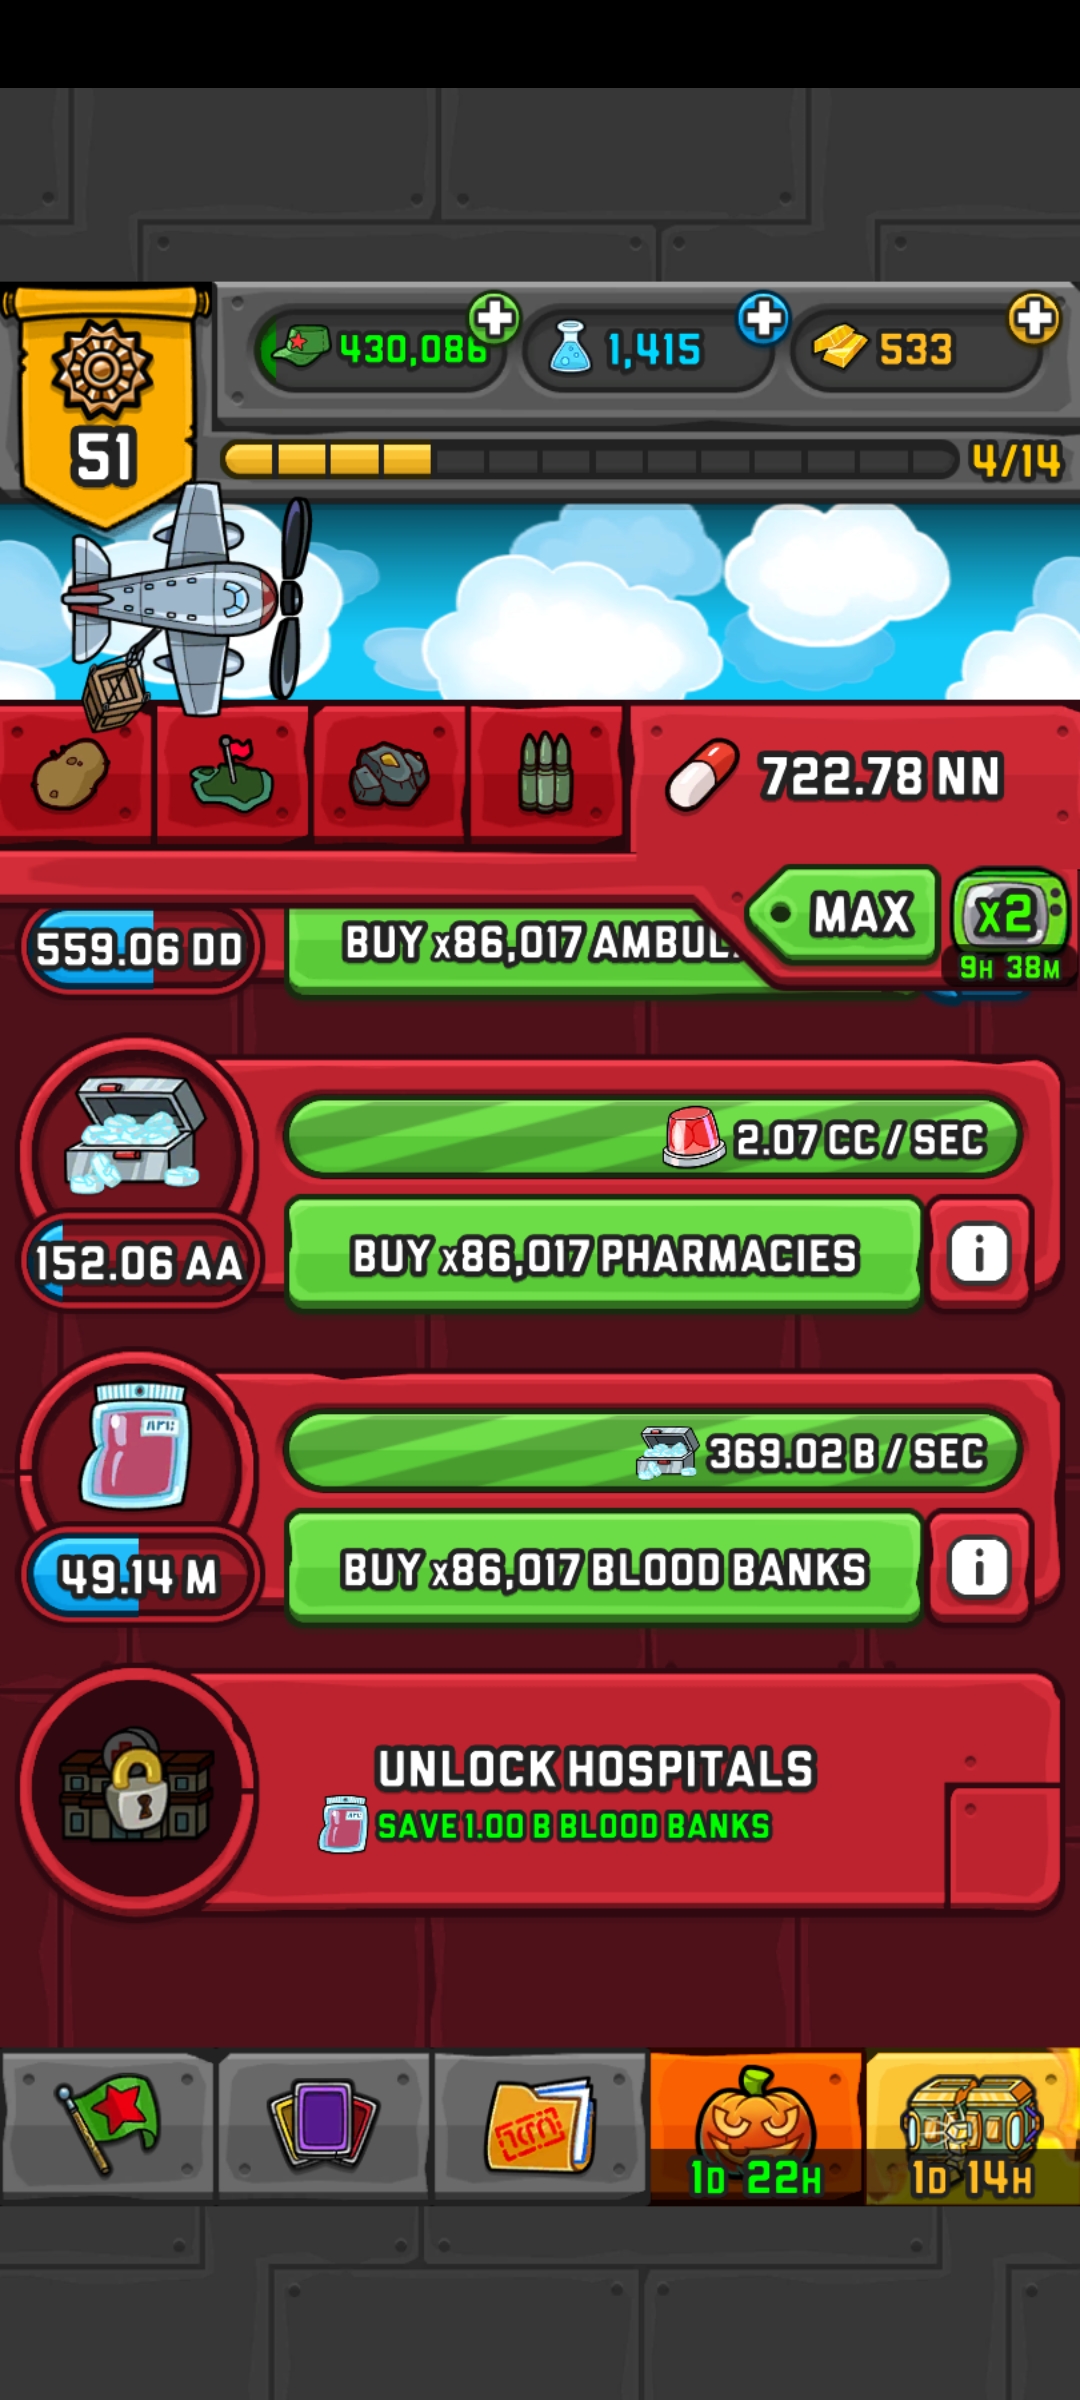 430,086
1,415
533
51
4/14
722.78 NN
MAX
x2
9H 38M
559.06 DD
BUY x86,017 AMBUL
2.07 CC / SEC
152.06 AA
BUY x86,017 PHARMACIES
i
369.02 B / SEC
49.14 M
BUY x86,017 BLOOD BANKS
i
UNLOCK HOSPITALS
SAVE 1.00 B BLOOD BANKS
1D 22H
1D 14H